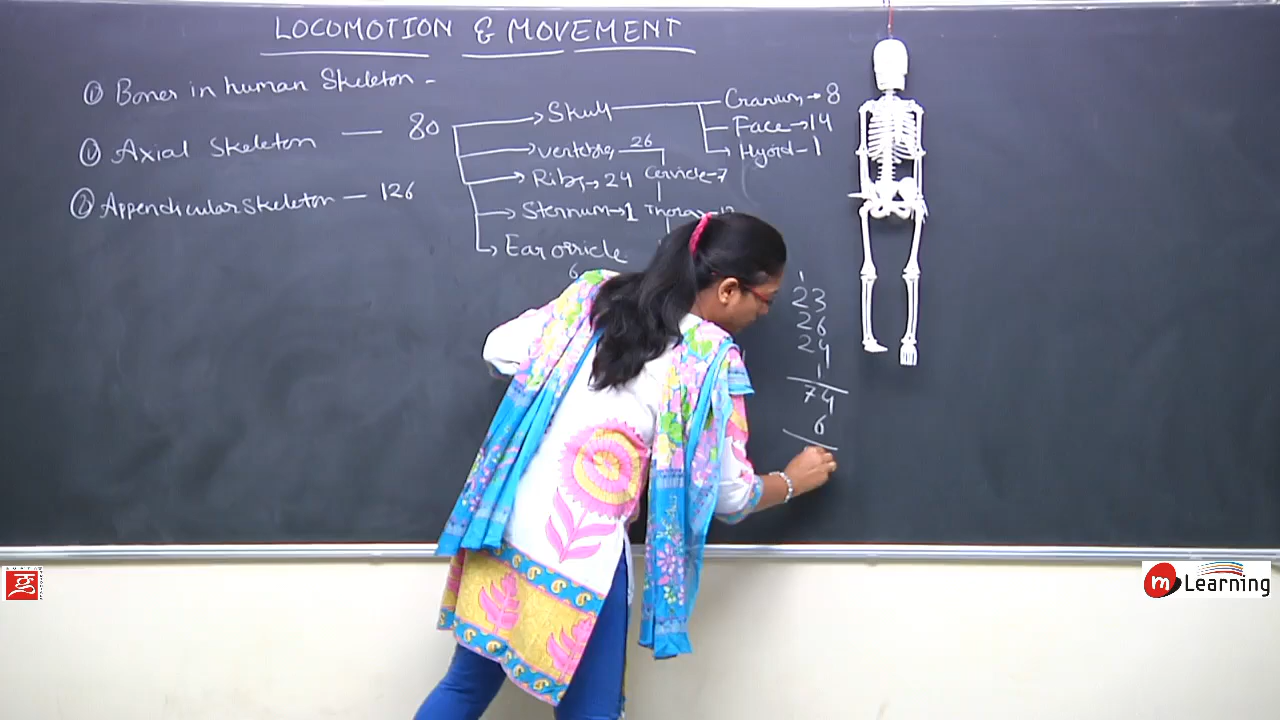 LOCOMOTION & MOVEMENT
① Bones in human Skeleton -
① Axial Skeleton — 80
② Appendicular Skeleton — 126
Skull
Cranium → 8
Face → 14
Hyoid - 1
Vertebra 26
Cervicle - 7
Ribs → 24
Sternum → 1
Ear ossicle
6
1
23
26
24
1
74
6
m Learning